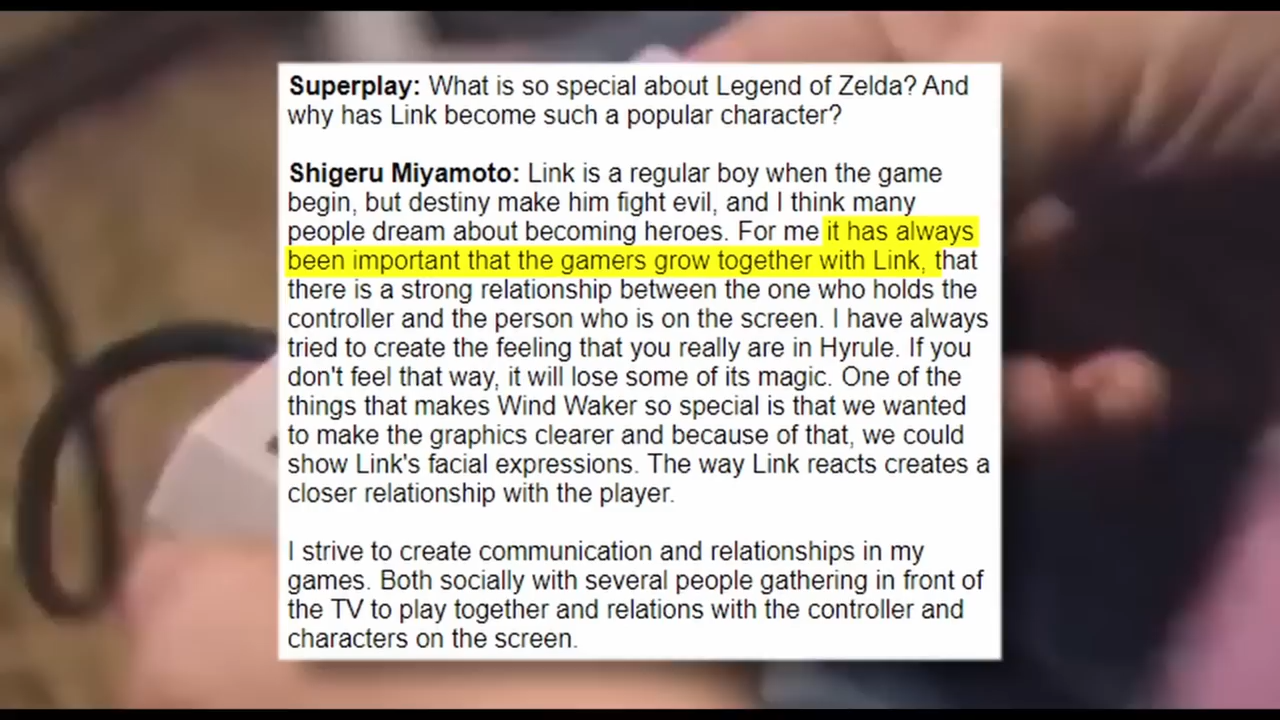 Superplay: What is so special about Legend of Zelda? And
why has Link become such a popular character?
Shigeru Miyamoto: Link is a regular boy when the game
begin, but destiny make him fight evil, and I think many
people dream about becoming heroes. For me it has always
been important that the gamers grow together with Link, that
there is a strong relationship between the one who holds the
controller and the person who is on the screen. I have always
tried to create the feeling that you really are in Hyrule. If you
don't feel that way, it will lose some of its magic. One of the
things that makes Wind Waker so special is that we wanted
to make the graphics clearer and because of that, we could
show Link's facial expressions. The way Link reacts creates a
closer relationship with the player.
I strive to create communication and relationships in my
games. Both socially with several people gathering in front of
the TV to play together and relations with the controller and
characters on the screen.